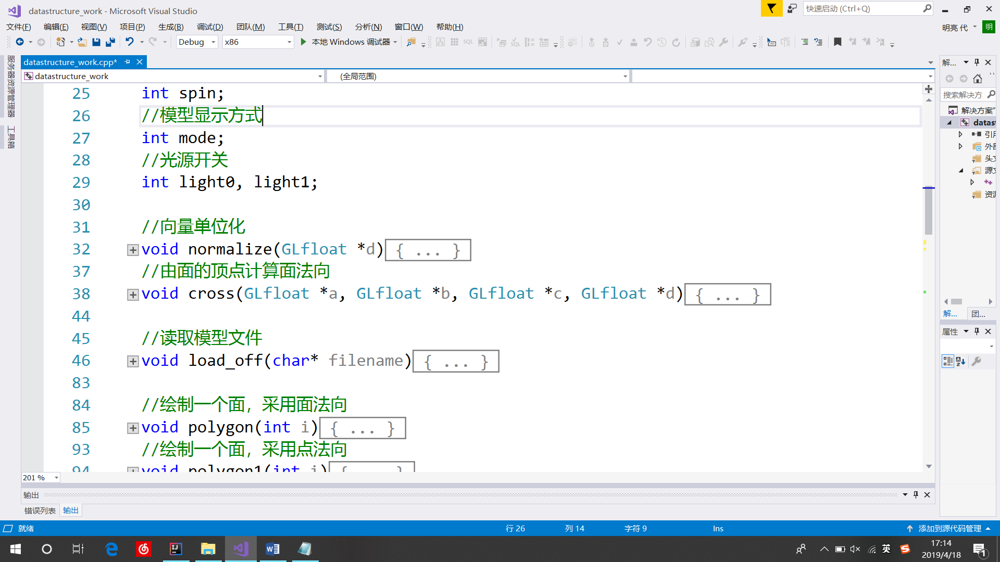 datastructure_work - Microsoft Visual Studio
快速启动 (Ctrl+Q)
文件(F) 编辑(E) 视图(V) 项目(P) 生成(B) 调试(D) 团队(M) 工具(T) 测试(S) 分析(N) 窗口(W) 帮助(H)
明亮 代 明
Debug x86 本地 Windows 调试器
服务器资源管理器
工具箱
datastructure_work.cpp*
datastructure_work (全局范围)
25 int spin;
26 //模型显示方式
27 int mode;
28 //光源开关
29 int light0, light1;
30
31 //向量单位化
32 void normalize(GLfloat *d){ ... }
37 //由面的顶点计算面法向
38 void cross(GLfloat *a, GLfloat *b, GLfloat *c, GLfloat *d){ ... }
44
45 //读取模型文件
46 void load_off(char* filename){ ... }
83
84 //绘制一个面，采用面法向
85 void polygon(int i){ ... }
93 //绘制一个面，采用点法向
94 void polygon1(int i){ ... }
201 %
输出
错误列表 输出
解...
搜索解决方
解决方案"
datas
引用
外部
头文
源文
资源
解... 团...
属性
就绪 行 26 列 14 字符 9 Ins 添加到源代码管理
英
17:14
2019/4/18
1